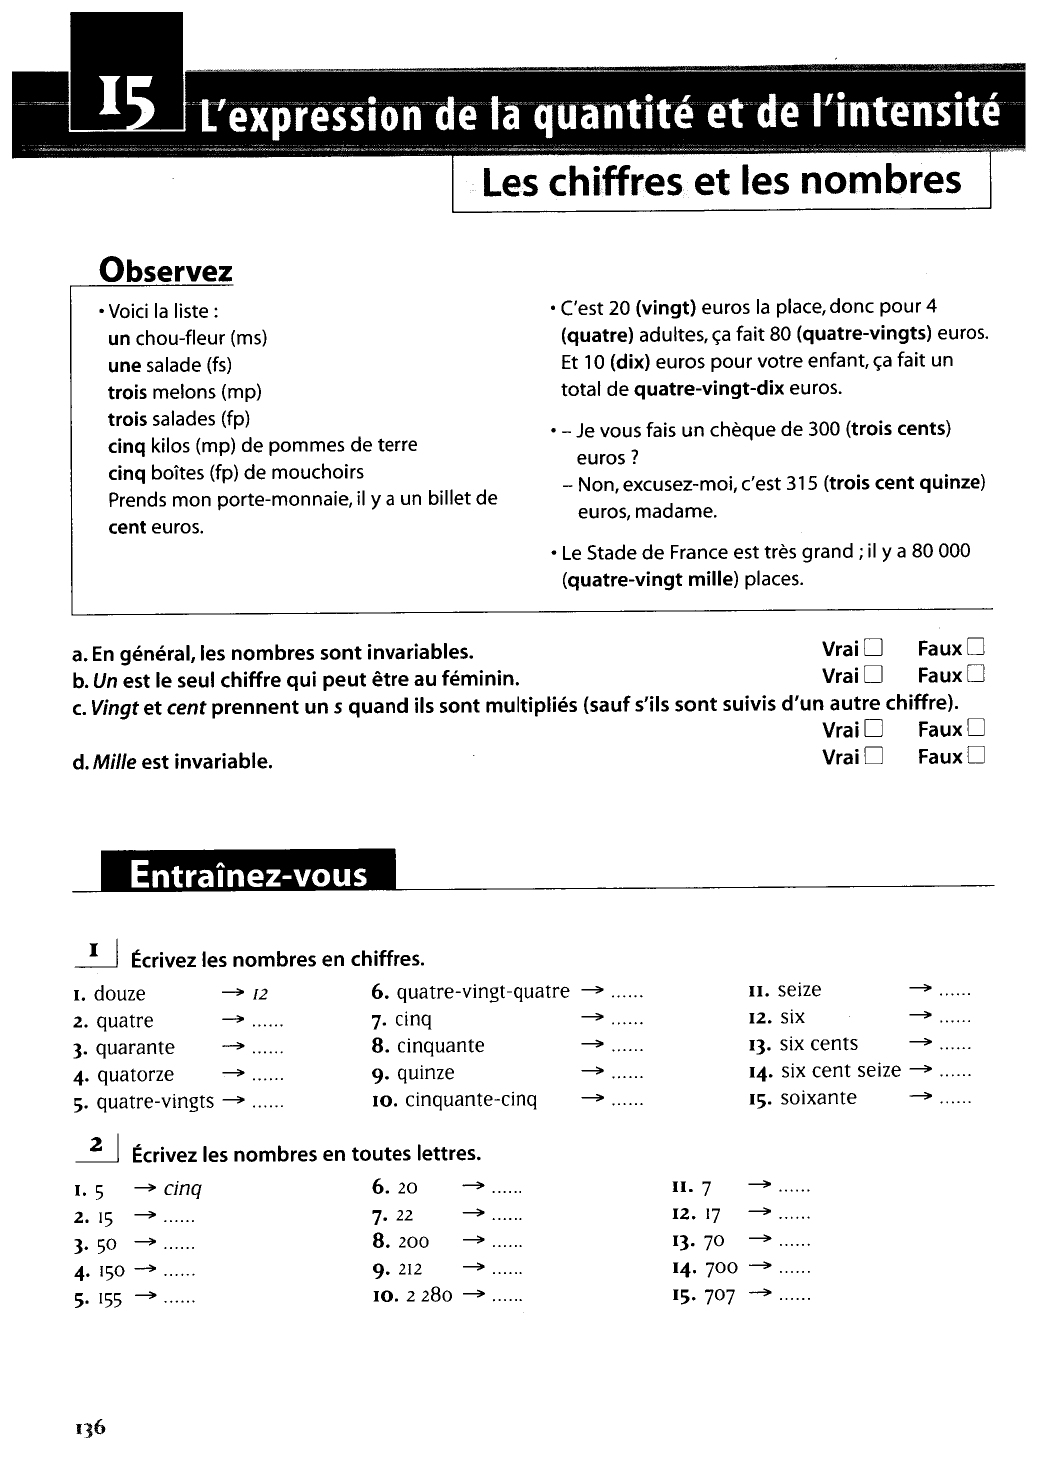 15
L'expression de la quantité et de l'intensité
Les chiffres et les nombres
Observez
• Voici la liste :
un chou-fleur (ms)
une salade (fs)
trois melons (mp)
trois salades (fp)
cinq kilos (mp) de pommes de terre
cinq boîtes (fp) de mouchoirs
Prends mon porte-monnaie, il y a un billet de
cent euros.
• C'est 20 (vingt) euros la place, donc pour 4
(quatre) adultes, ça fait 80 (quatre-vingts) euros.
Et 10 (dix) euros pour votre enfant, ça fait un
total de quatre-vingt-dix euros.
• – Je vous fais un chèque de 300 (trois cents)
euros ?
– Non, excusez-moi, c'est 315 (trois cent quinze)
euros, madame.
• Le Stade de France est très grand ; il y a 80 000
(quatre-vingt mille) places.
a. En général, les nombres sont invariables. Vrai □ Faux □
b. Un est le seul chiffre qui peut être au féminin. Vrai □ Faux □
c. Vingt et cent prennent un s quand ils sont multipliés (sauf s'ils sont suivis d'un autre chiffre).
Vrai □ Faux □
d. Mille est invariable. Vrai □ Faux □
Entraînez-vous
1 Écrivez les nombres en chiffres.
1. douze → 12
2. quatre → ......
3. quarante → ......
4. quatorze → ......
5. quatre-vingts → ......
6. quatre-vingt-quatre → ......
7. cinq → ......
8. cinquante → ......
9. quinze → ......
10. cinquante-cinq → ......
11. seize → ......
12. six → ......
13. six cents → ......
14. six cent seize → ......
15. soixante → ......
2 Écrivez les nombres en toutes lettres.
1. 5 → cinq
2. 15 → ......
3. 50 → ......
4. 150 → ......
5. 155 → ......
6. 20 → ......
7. 22 → ......
8. 200 → ......
9. 212 → ......
10. 2 280 → ......
11. 7 → ......
12. 17 → ......
13. 70 → ......
14. 700 → ......
15. 707 → ......
136